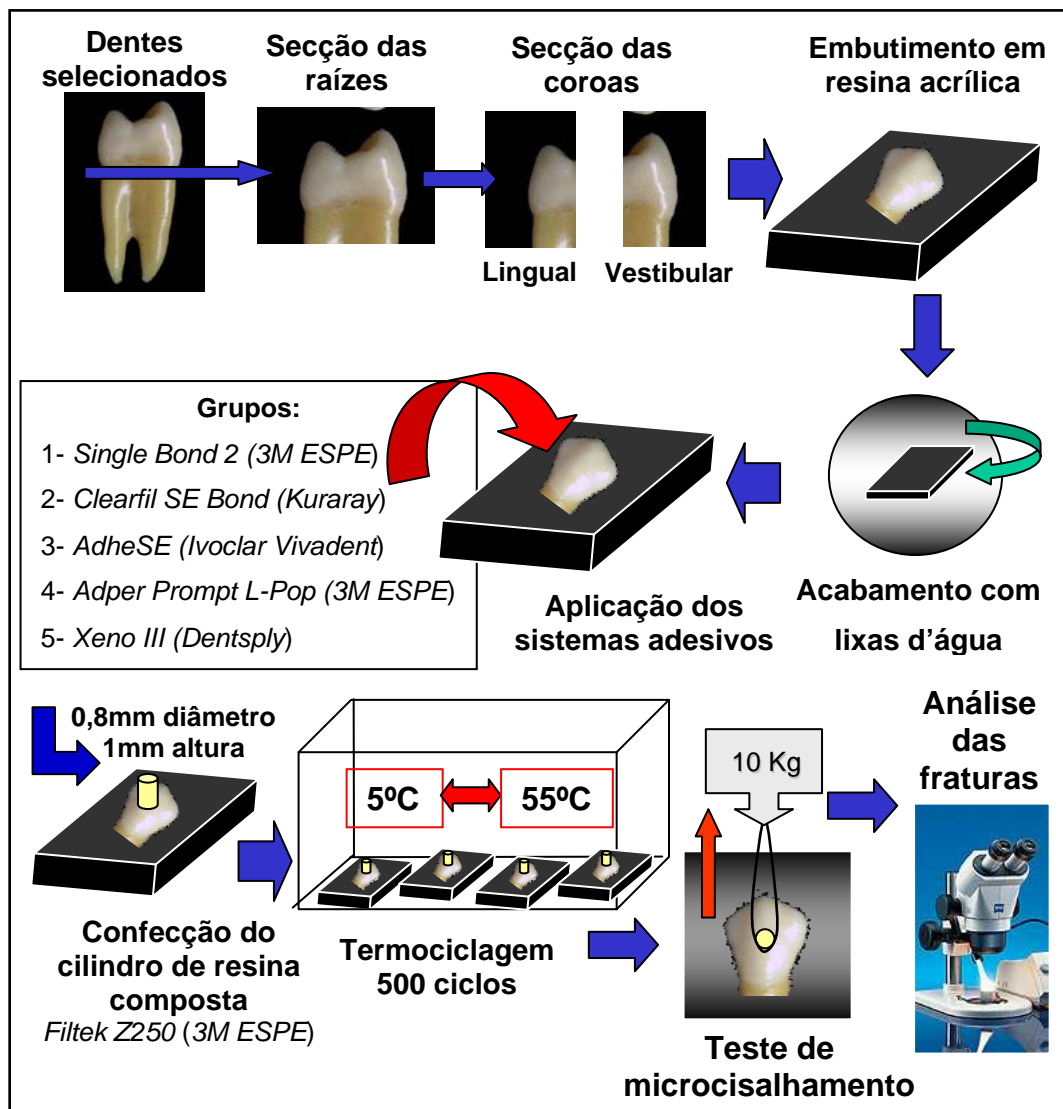 Dentes
selecionados
Secção das
raízes
Secção das
coroas
Lingual
Vestibular
Embutimento em
resina acrílica
Acabamento com
lixas d’água
Aplicação dos
sistemas adesivos
Grupos:
1- Single Bond 2 (3M ESPE)
2- Clearfil SE Bond (Kuraray)
3- AdheSE (Ivoclar Vivadent)
4- Adper Prompt L-Pop (3M ESPE)
5- Xeno III (Dentsply)
0,8mm diâmetro
1mm altura
Confecção do
cilindro de resina
composta
Filtek Z250 (3M ESPE)
5ºC
55ºC
Termociclagem
500 ciclos
10 Kg
Teste de
microcisalhamento
Análise
das
fraturas